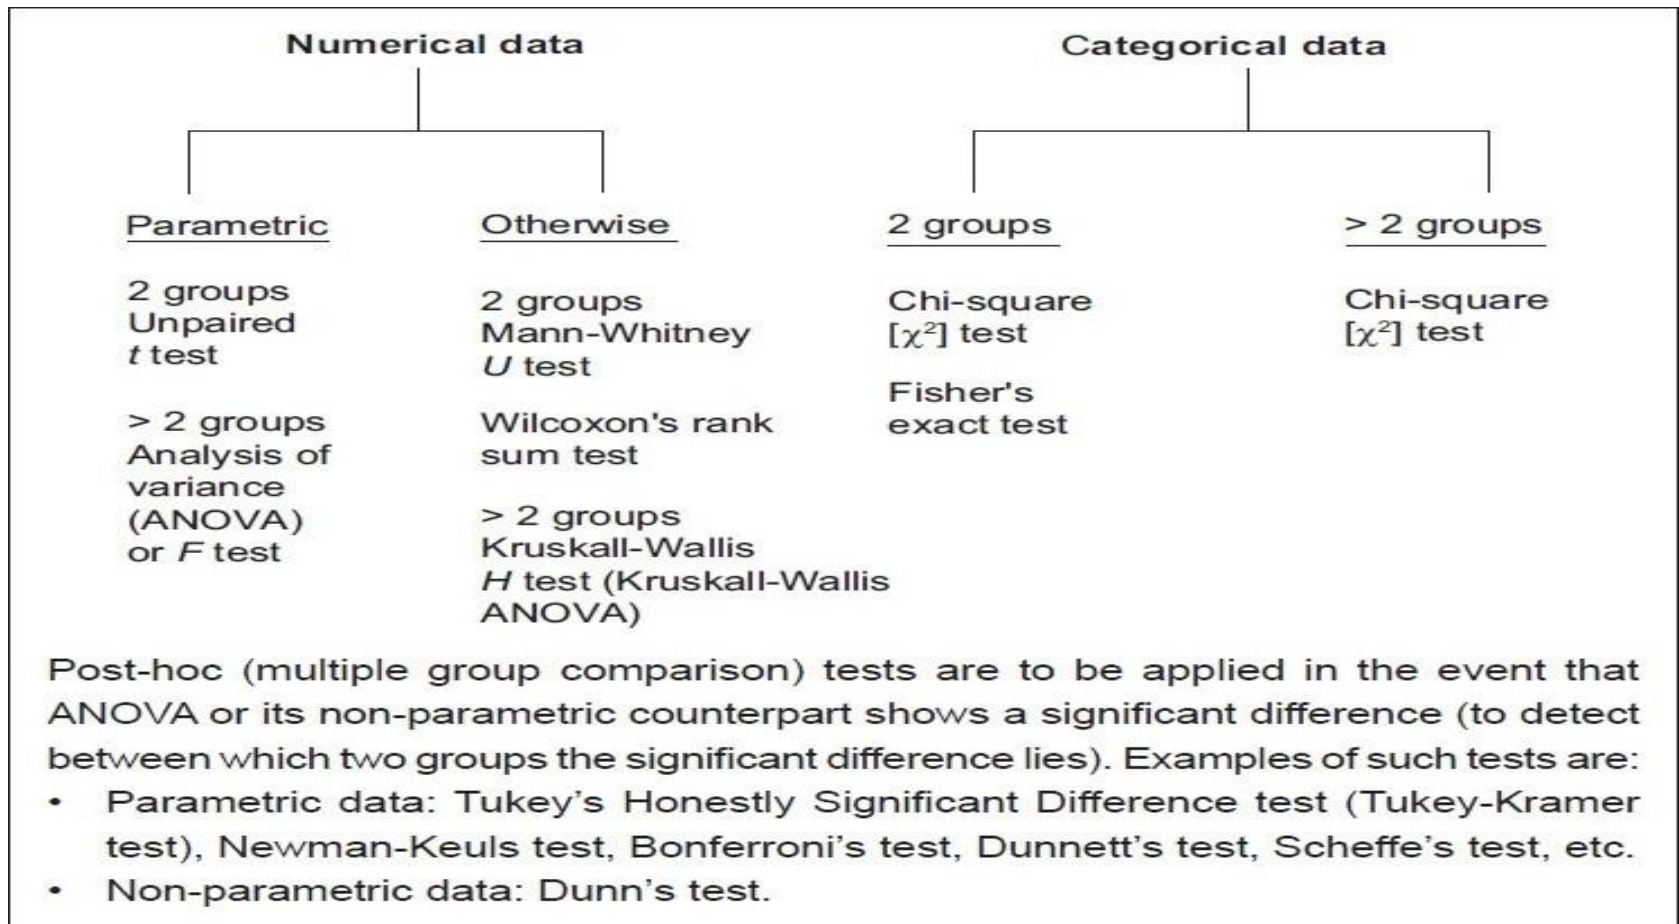 Numerical data
Categorical data
Parametric
2 groups
Unpaired
t test
> 2 groups
Analysis of
variance
(ANOVA)
or F test
Otherwise
2 groups
Mann-Whitney
U test
Wilcoxon's rank
sum test
> 2 groups
Kruskall-Wallis
H test (Kruskall-Wallis
ANOVA)
2 groups
Chi-square
[χ²] test
Fisher's
exact test
> 2 groups
Chi-square
[χ²] test
Post-hoc (multiple group comparison) tests are to be applied in the event that
ANOVA or its non-parametric counterpart shows a significant difference (to detect
between which two groups the significant difference lies). Examples of such tests are:
• Parametric data: Tukey’s Honestly Significant Difference test (Tukey-Kramer
test), Newman-Keuls test, Bonferroni’s test, Dunnett’s test, Scheffe’s test, etc.
• Non-parametric data: Dunn’s test.